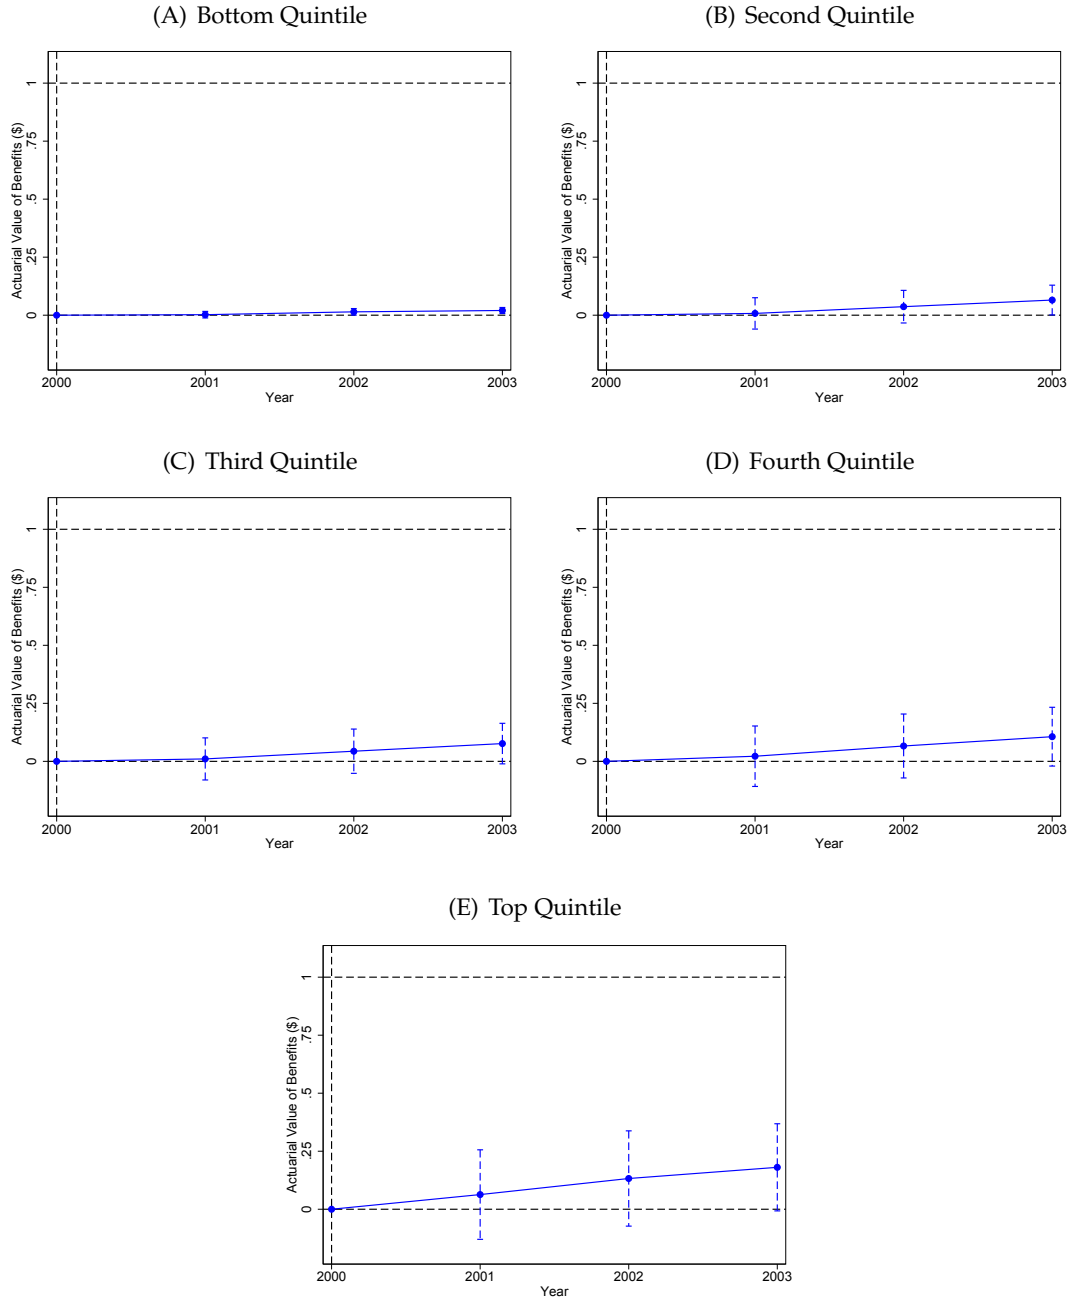 (A) Bottom Quintile
Actuarial Value of Benefits ($)
1
.75
.5
.25
0
2000 2001 2002 2003
Year
(B) Second Quintile
Actuarial Value of Benefits ($)
1
.75
.5
.25
0
2000 2001 2002 2003
Year
(C) Third Quintile
Actuarial Value of Benefits ($)
1
.75
.5
.25
0
2000 2001 2002 2003
Year
(D) Fourth Quintile
Actuarial Value of Benefits ($)
1
.75
.5
.25
0
2000 2001 2002 2003
Year
(E) Top Quintile
Actuarial Value of Benefits ($)
1
.75
.5
.25
0
2000 2001 2002 2003
Year